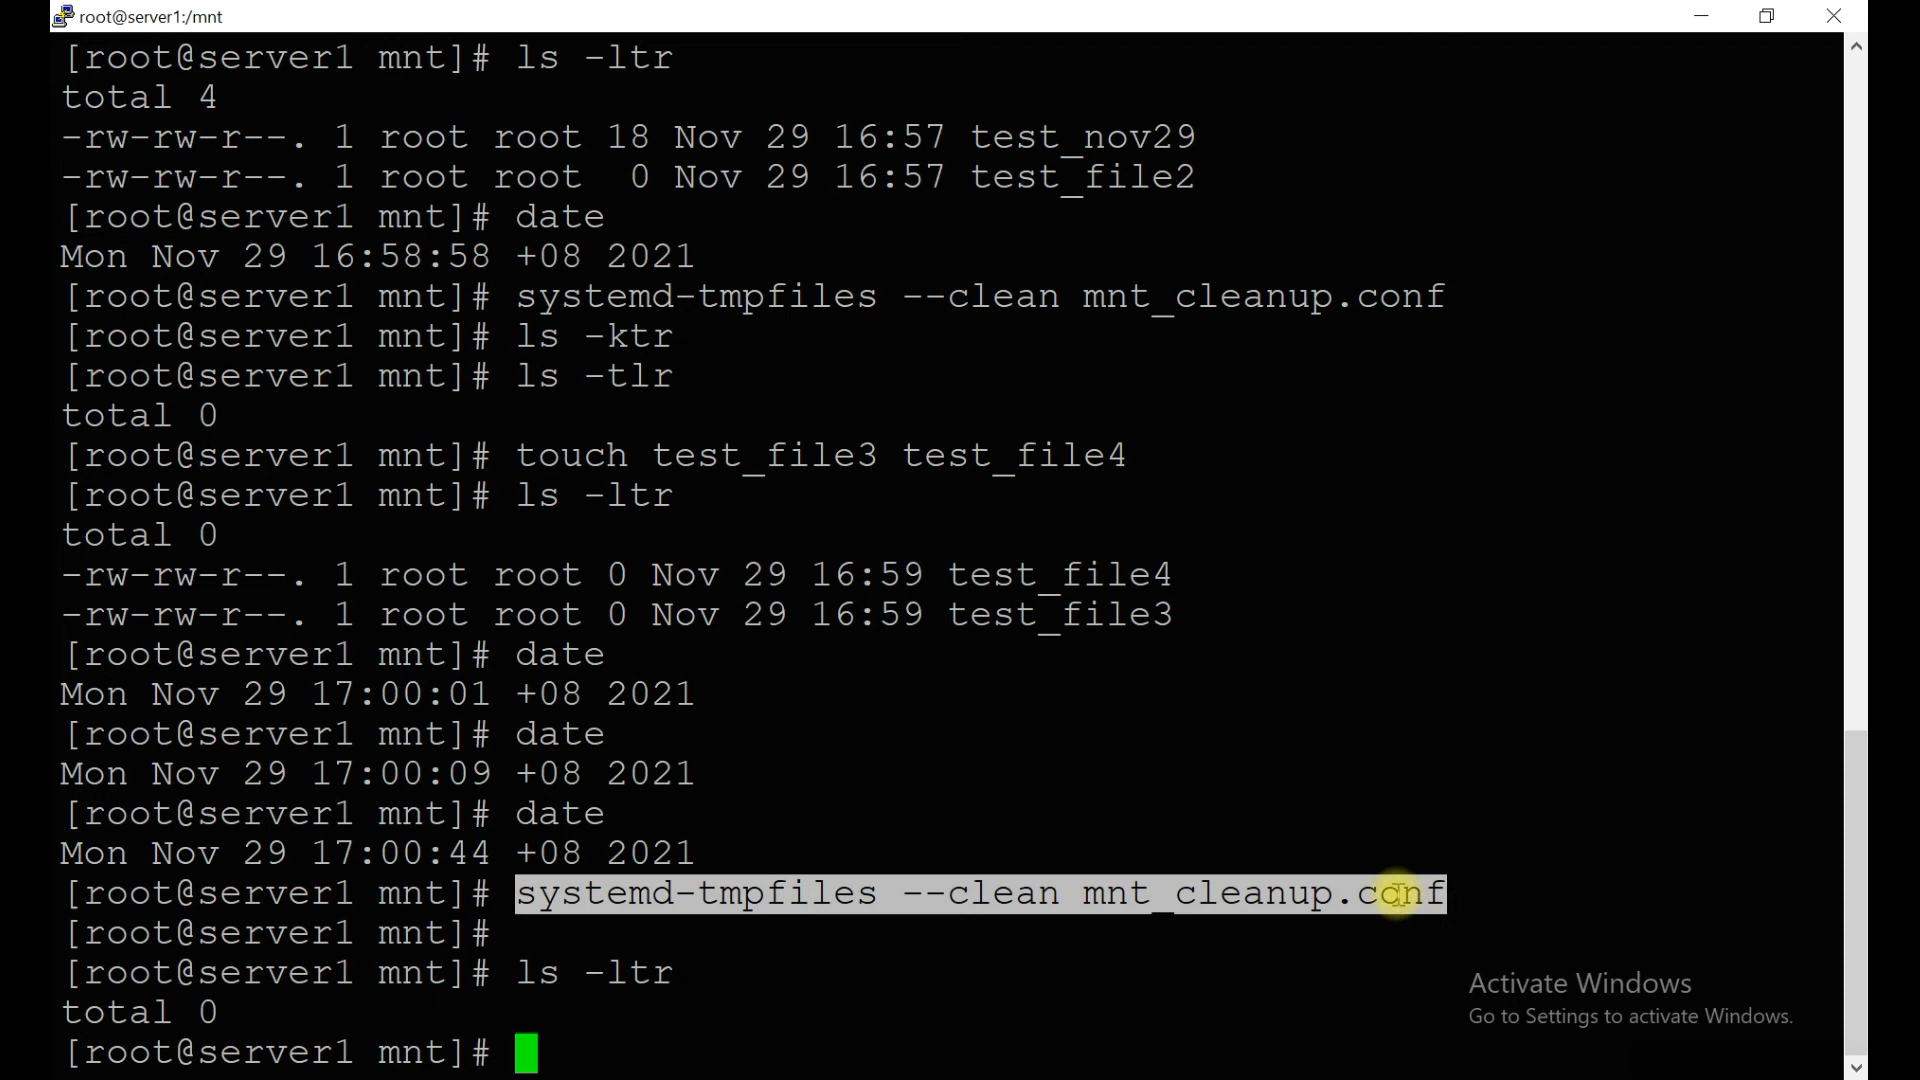 root@server1:/mnt
[root@server1 mnt]# ls -ltr
total 4
-rw-rw-r--. 1 root root 18 Nov 29 16:57 test_nov29
-rw-rw-r--. 1 root root  0 Nov 29 16:57 test_file2
[root@server1 mnt]# date
Mon Nov 29 16:58:58 +08 2021
[root@server1 mnt]# systemd-tmpfiles --clean mnt_cleanup.conf
[root@server1 mnt]# ls -ktr
[root@server1 mnt]# ls -tlr
total 0
[root@server1 mnt]# touch test_file3 test_file4
[root@server1 mnt]# ls -ltr
total 0
-rw-rw-r--. 1 root root 0 Nov 29 16:59 test_file4
-rw-rw-r--. 1 root root 0 Nov 29 16:59 test_file3
[root@server1 mnt]# date
Mon Nov 29 17:00:01 +08 2021
[root@server1 mnt]# date
Mon Nov 29 17:00:09 +08 2021
[root@server1 mnt]# date
Mon Nov 29 17:00:44 +08 2021
[root@server1 mnt]# systemd-tmpfiles --clean mnt_cleanup.conf
[root@server1 mnt]#
[root@server1 mnt]# ls -ltr
total 0
[root@server1 mnt]#
Activate Windows
Go to Settings to activate Windows.